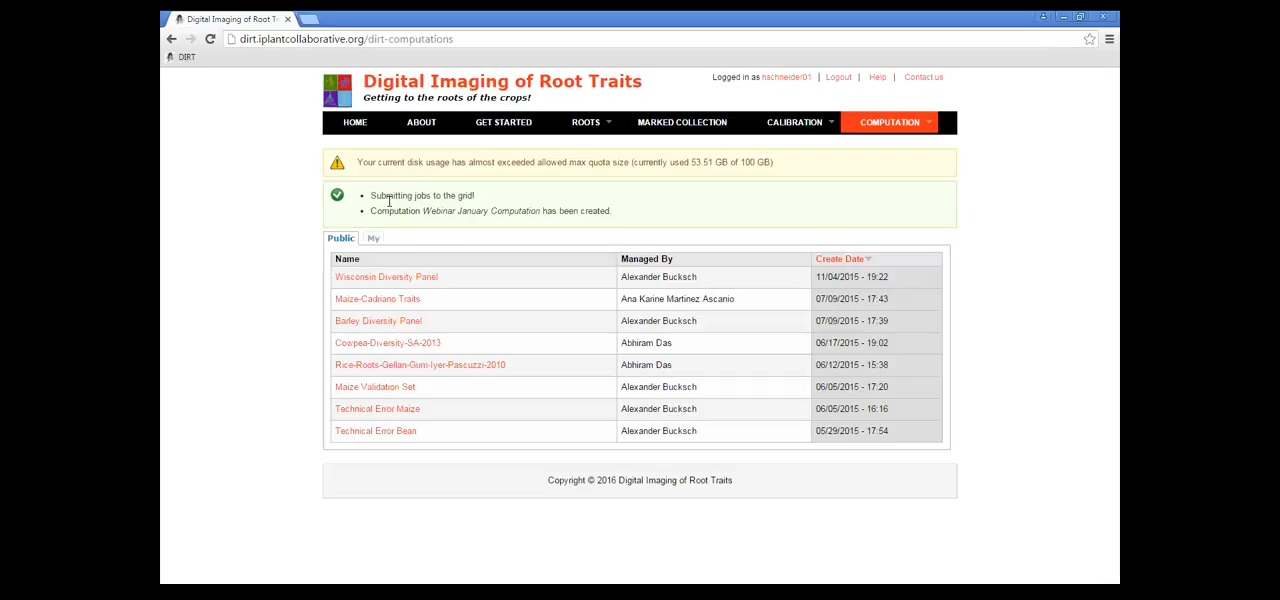 Digital Imaging of Root Tr
dirt.iplantcollaborative.org/dirt-computations
DIRT
Digital Imaging of Root Traits
Getting to the roots of the crops!
Logged in as hschneider01 | Logout | Help | Contact us
HOME ABOUT GET STARTED ROOTS MARKED COLLECTION CALIBRATION COMPUTATION
Your current disk usage has almost exceeded allowed max quota size (currently used 53.51 GB of 100 GB)
• Submitting jobs to the grid!
• Computation Webinar January Computation has been created.
Public My
Name Managed By Create Date
Wisconsin Diversity Panel Alexander Bucksch 11/04/2015 - 19:22
Maize-Cadriano Traits Ana Karine Martinez Ascanio 07/09/2015 - 17:43
Barley Diversity Panel Alexander Bucksch 07/09/2015 - 17:39
Cowpea-Diversity-SA-2013 Abhiram Das 06/17/2015 - 19:02
Rice-Roots-Gellan-Gum-Iyer-Pascuzzi-2010 Abhiram Das 06/12/2015 - 15:38
Maize Validation Set Alexander Bucksch 06/05/2015 - 17:20
Technical Error Maize Alexander Bucksch 06/05/2015 - 16:16
Technical Error Bean Alexander Bucksch 05/29/2015 - 17:54
Copyright © 2016 Digital Imaging of Root Traits